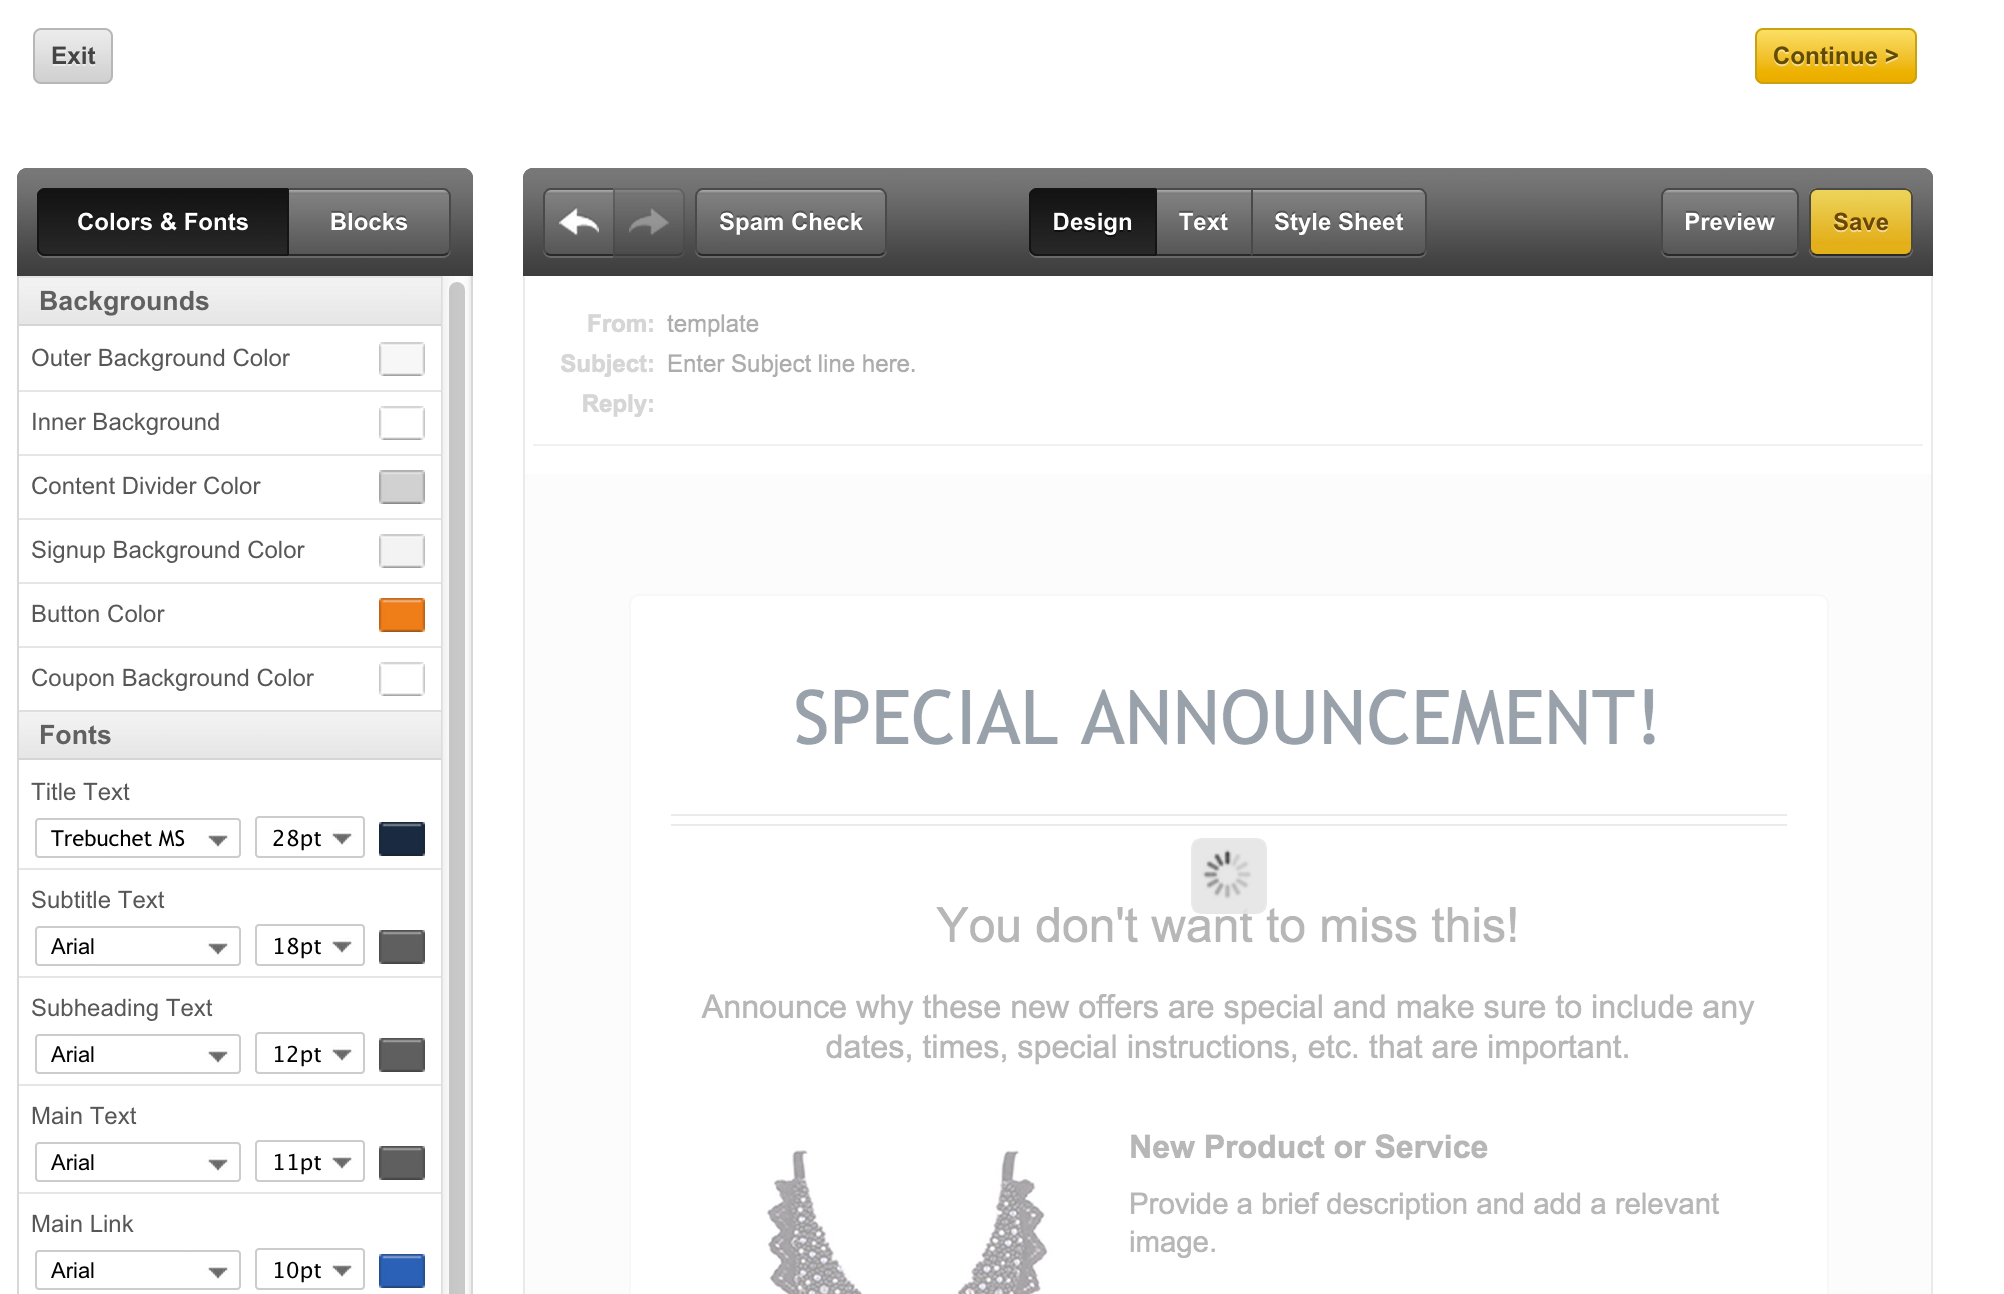 Exit
Continue >
Colors & Fonts Blocks
Spam Check Design Text Style Sheet Preview Save
Backgrounds
Outer Background Color
Inner Background
Content Divider Color
Signup Background Color
Button Color
Coupon Background Color
Fonts
Title Text
Trebuchet MS 28pt
Subtitle Text
Arial 18pt
Subheading Text
Arial 12pt
Main Text
Arial 11pt
Main Link
Arial 10pt
From: template
Subject: Enter Subject line here.
Reply:
SPECIAL ANNOUNCEMENT!
You don't want to miss this!
Announce why these new offers are special and make sure to include any
dates, times, special instructions, etc. that are important.
New Product or Service
Provide a brief description and add a relevant
image.